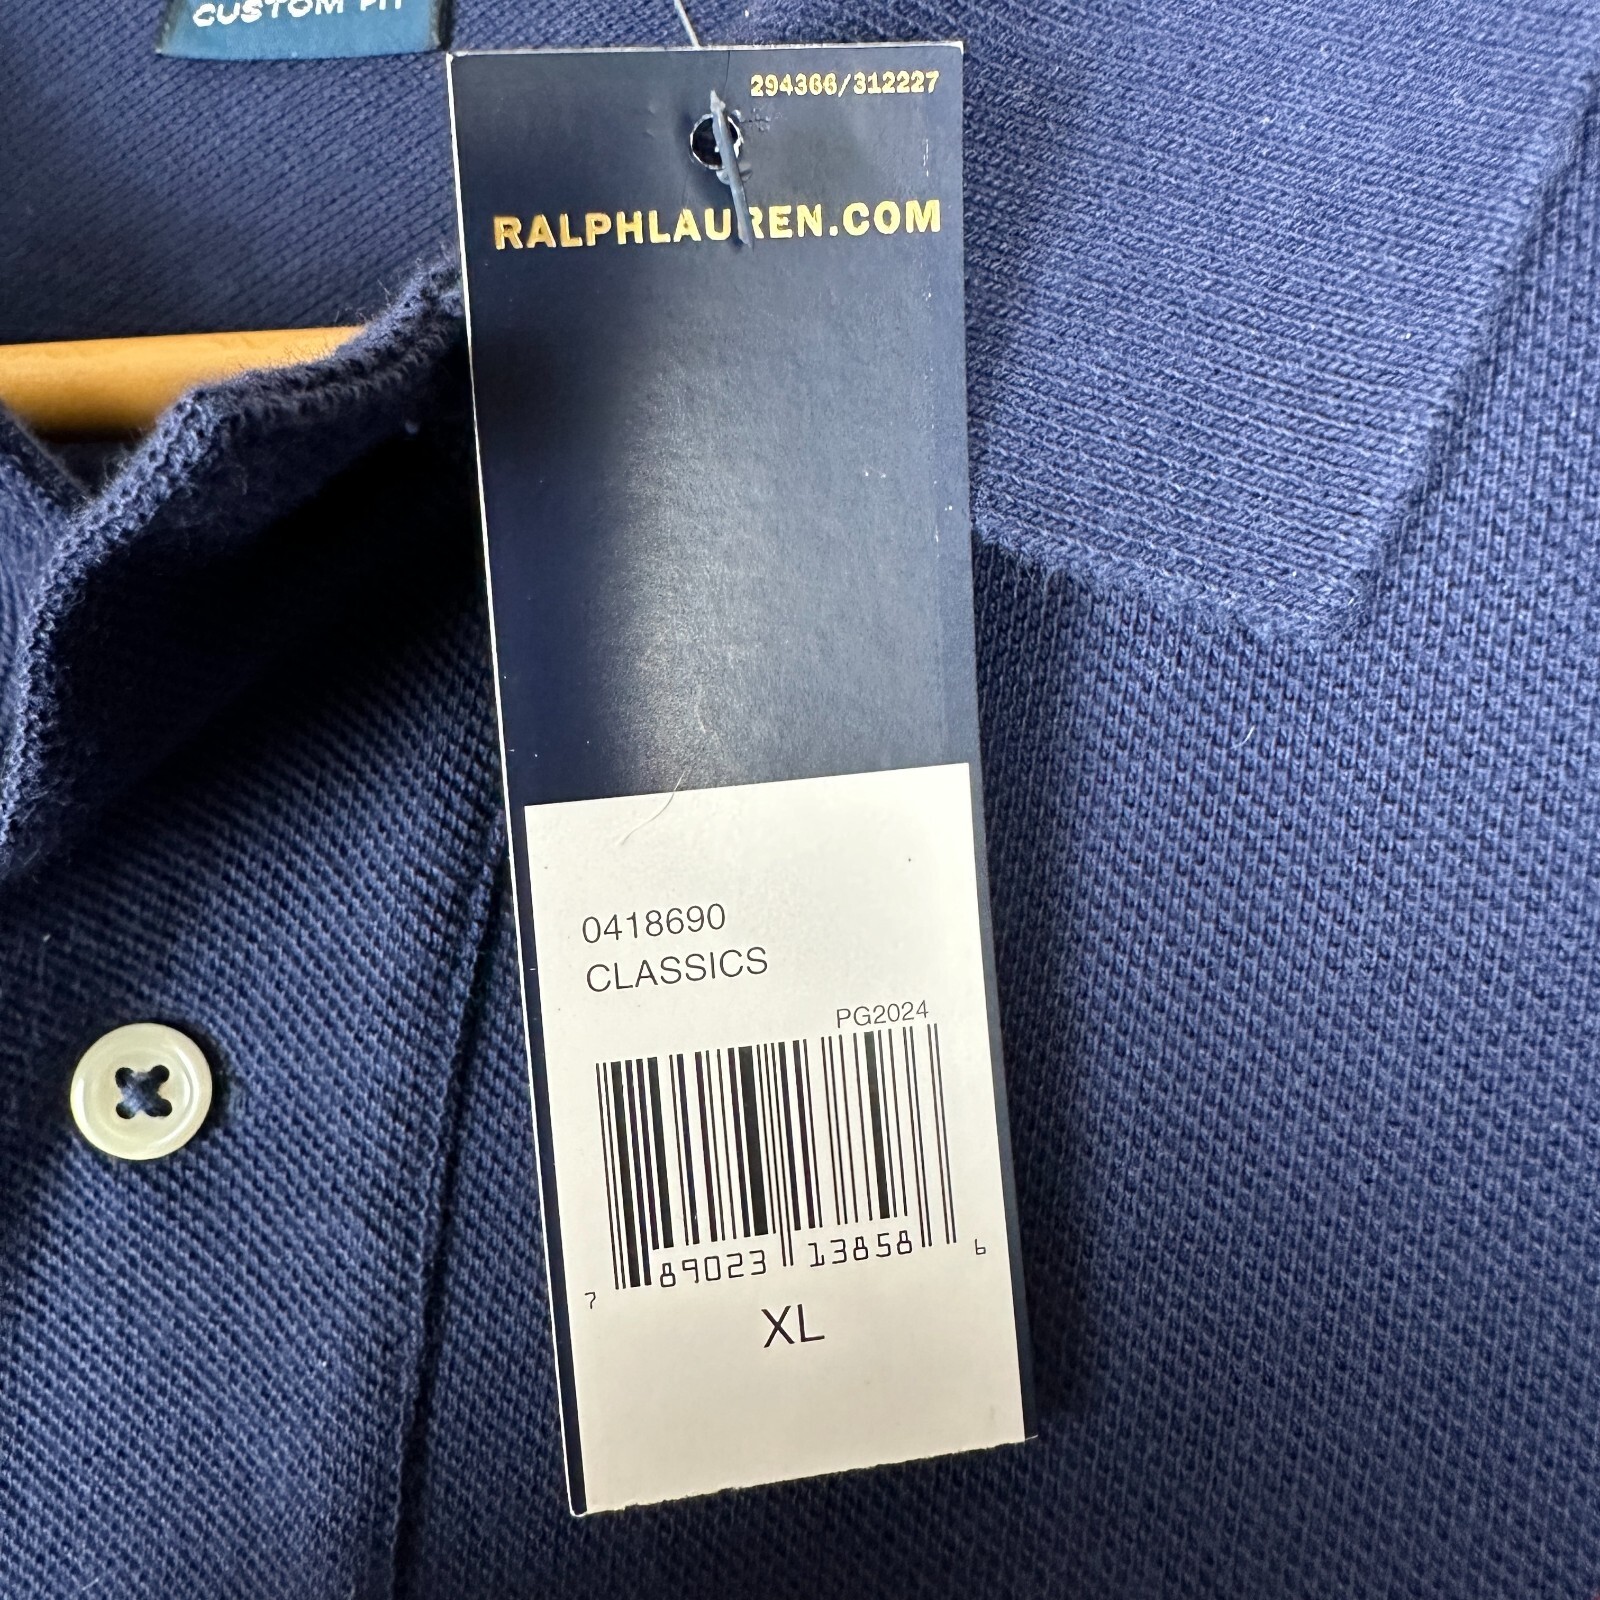 CUSTOM FIT
294366/312227
RALPHLAUREN.COM
0418690
CLASSICS
PG2024
7 89023 13858 6
XL